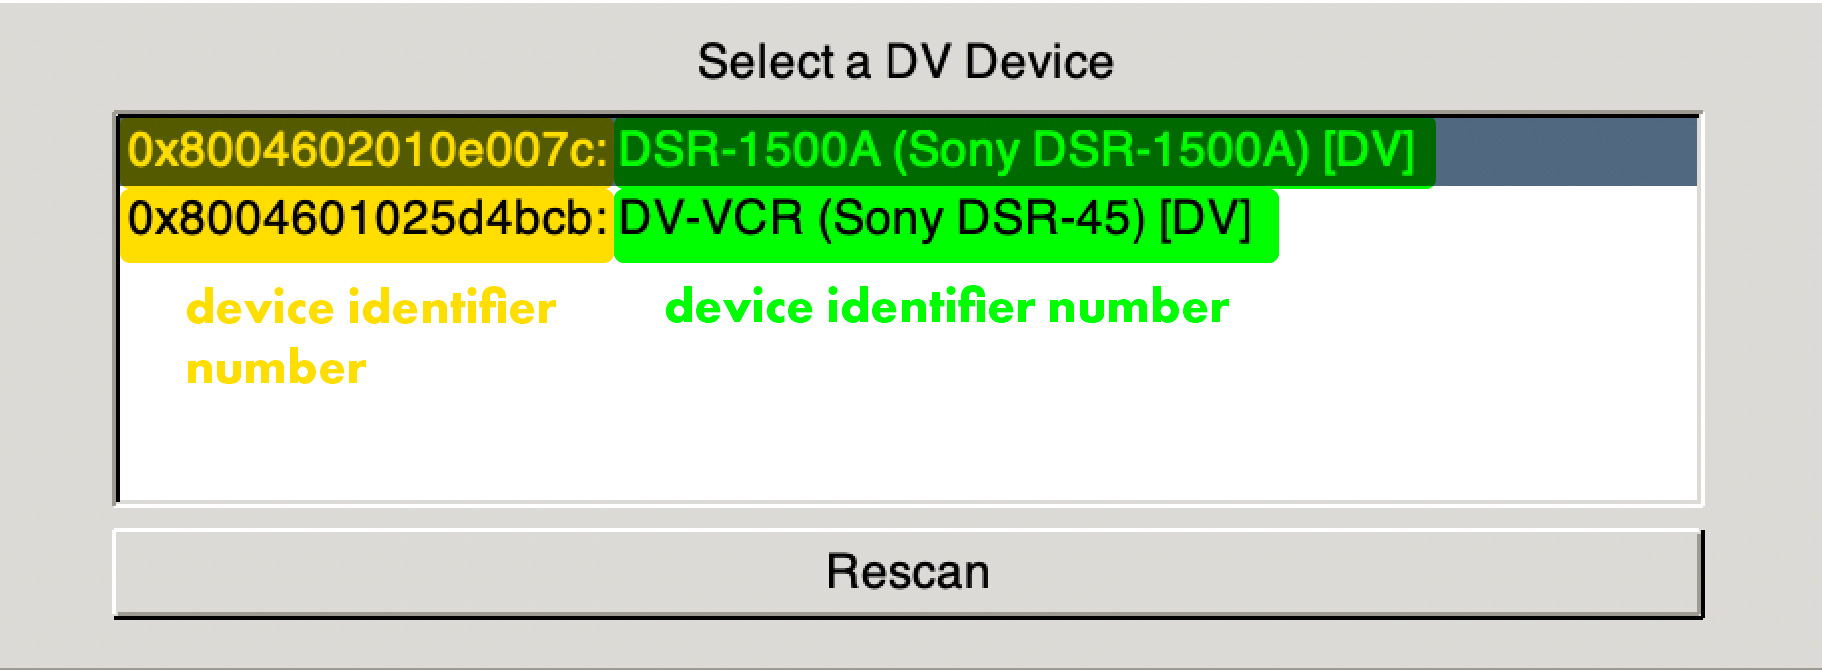 Select a DV Device
0x8004602010e007c: DSR-1500A (Sony DSR-1500A) [DV]
0x8004601025d4bcb: DV-VCR (Sony DSR-45) [DV]
device identifier number
device identifier number
Rescan